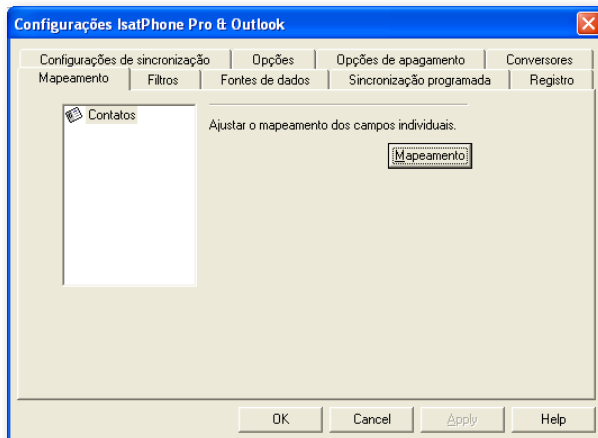 Configurações IsatPhone Pro & Outlook
Configurações de sincronização Opções Opções de apagamento Conversores
Mapeamento Filtros Fontes de dados Sincronização programada Registro
Contatos
Ajustar o mapeamento dos campos individuais.
Mapeamento
OK Cancel Apply Help